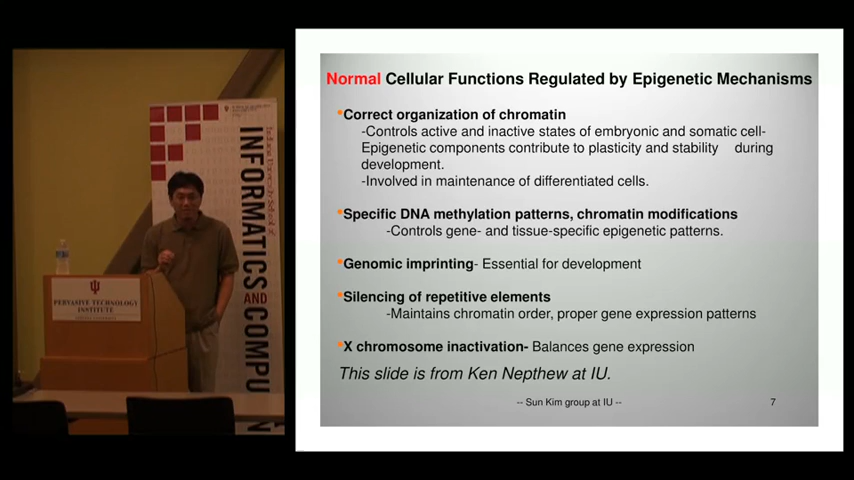 Indiana University School of
INFORMATICS AND COMPU
PERVASIVE TECHNOLOGY
INSTITUTE
Normal Cellular Functions Regulated by Epigenetic Mechanisms
•Correct organization of chromatin
-Controls active and inactive states of embryonic and somatic cell-
Epigenetic components contribute to plasticity and stability during
development.
-Involved in maintenance of differentiated cells.
•Specific DNA methylation patterns, chromatin modifications
-Controls gene- and tissue-specific epigenetic patterns.
•Genomic imprinting- Essential for development
•Silencing of repetitive elements
-Maintains chromatin order, proper gene expression patterns
•X chromosome inactivation- Balances gene expression
This slide is from Ken Nepthew at IU.
-- Sun Kim group at IU --
7